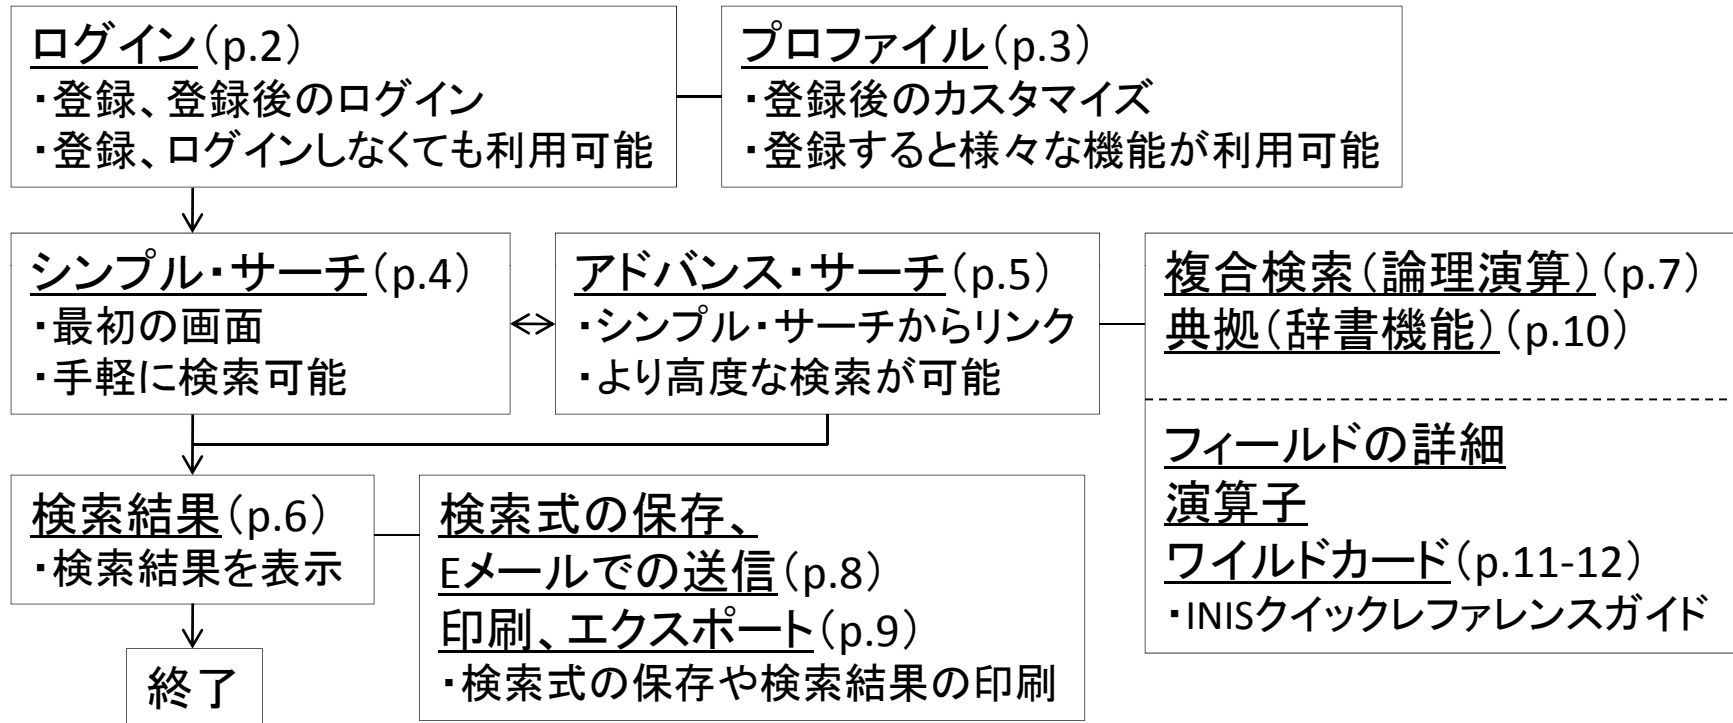 ログイン(p.2)
・登録、登録後のログイン
・登録、ログインしなくても利用可能
プロファイル(p.3)
・登録後のカスタマイズ
・登録すると様々な機能が利用可能
シンプル・サーチ(p.4)
・最初の画面
・手軽に検索可能
アドバンス・サーチ(p.5)
・シンプル・サーチからリンク
・より高度な検索が可能
複合検索(論理演算)(p.7)
典拠(辞書機能)(p.10)
フィールドの詳細
演算子
ワイルドカード(p.11-12)
・INISクイックレファレンスガイド
検索結果(p.6)
・検索結果を表示
検索式の保存、
Eメールでの送信(p.8)
印刷、エクスポート(p.9)
・検索式の保存や検索結果の印刷
終了